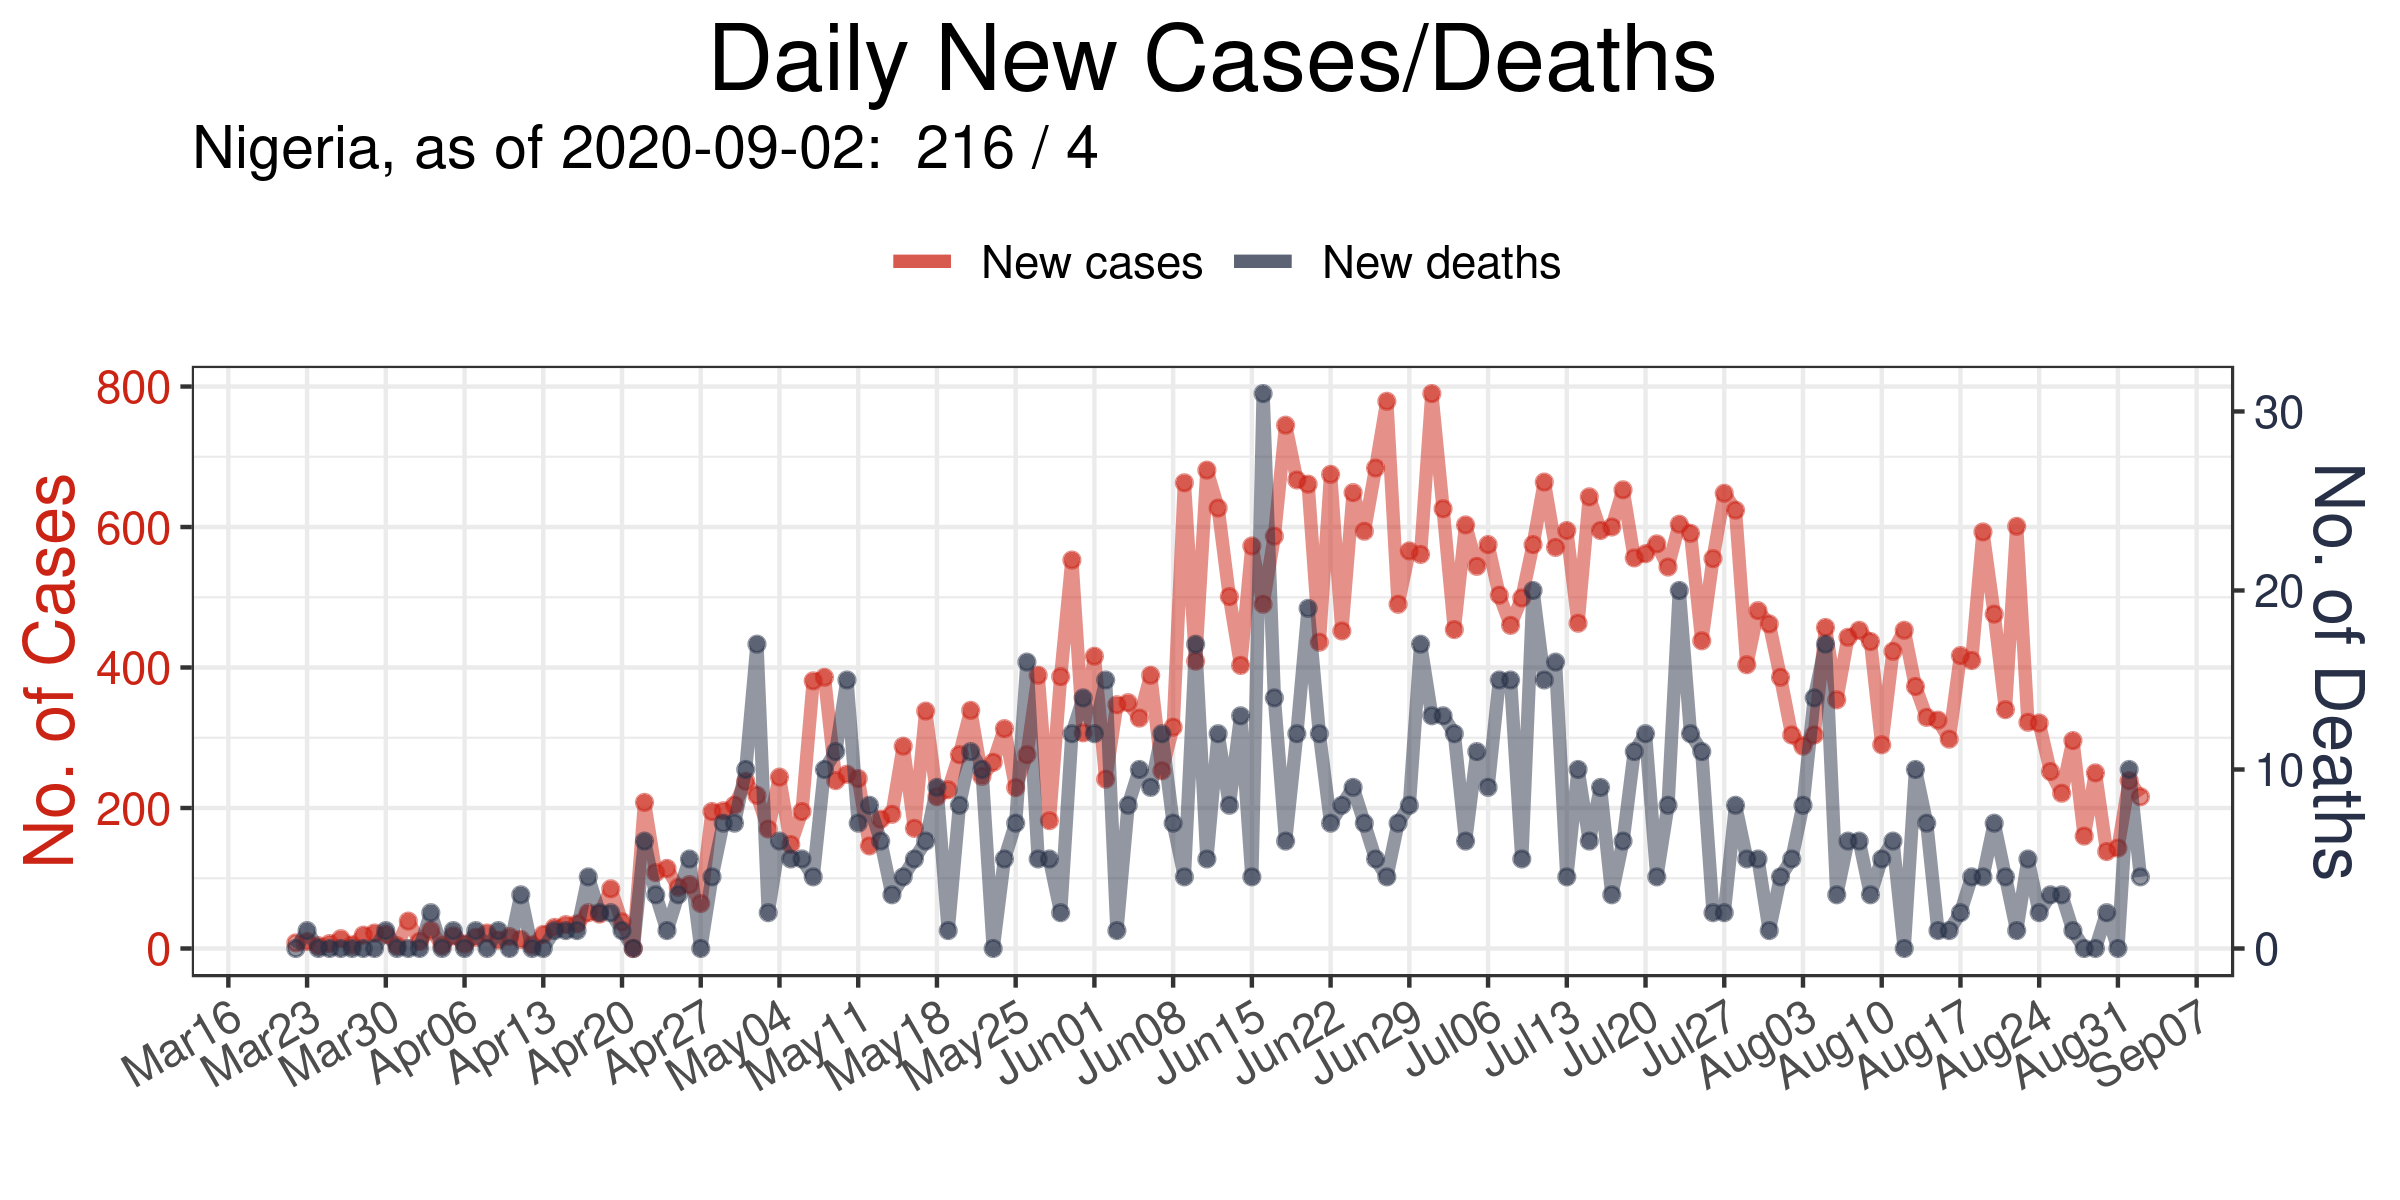 Daily New Cases/Deaths
Nigeria, as of 2020-09-02:  216 / 4
New cases New deaths
No. of Cases
800
600
400
200
0
30
20
10
0
No. of Deaths
Mar16 Mar23 Mar30 Apr06 Apr13 Apr20 Apr27 May04 May11 May18 May25 Jun01 Jun08 Jun15 Jun22 Jun29 Jul06 Jul13 Jul20 Jul27 Aug03 Aug10 Aug17 Aug24 Aug31 Sep07